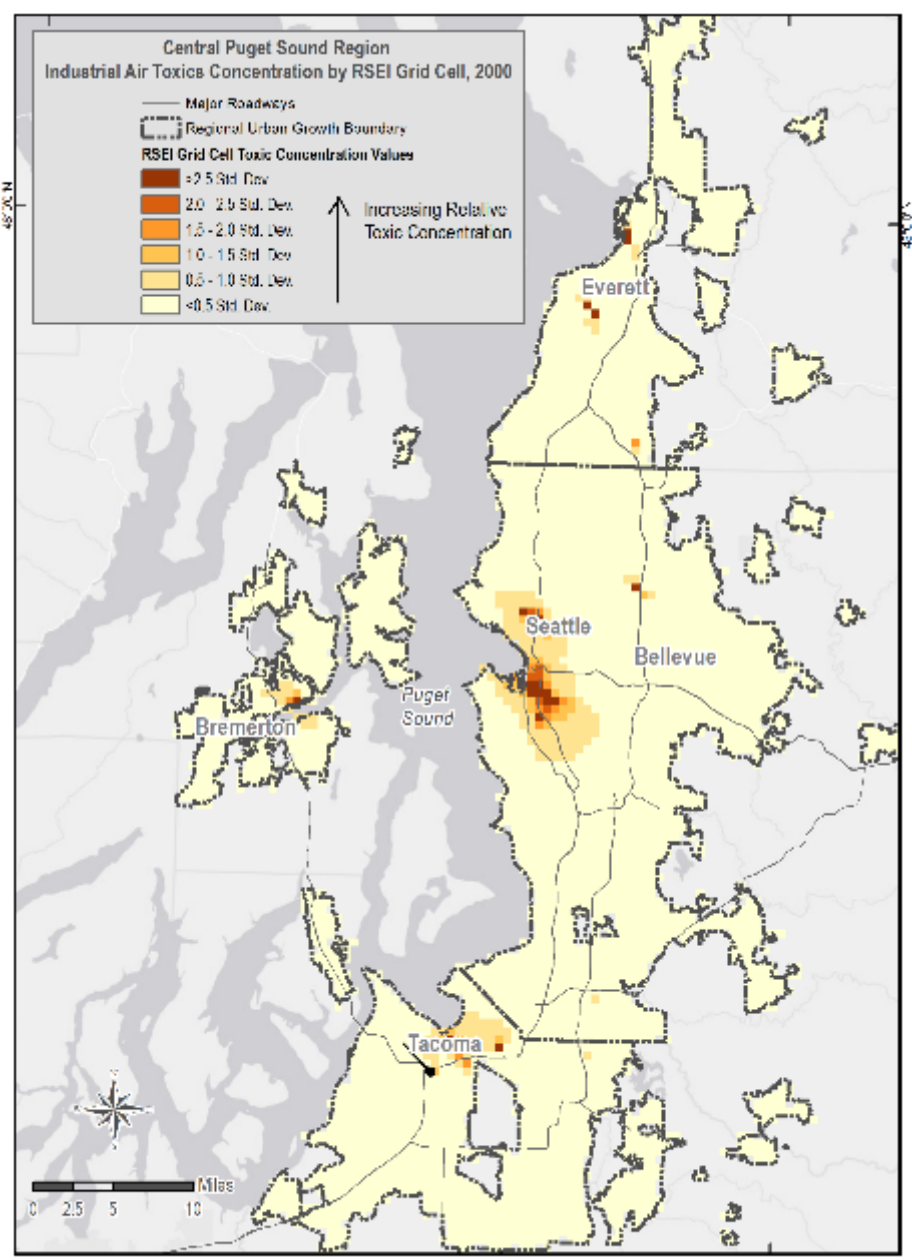 Central Puget Sound Region
Industrial Air Toxics Concentration by RSEI Grid Cell, 2000
Major Roadways
Regional Urban Growth Boundary
RSEI Grid Cell Toxic Concentration Values
>2.5 Std. Dev.
2.0 - 2.5 Std. Dev.
1.5 - 2.0 Std. Dev.
1.0 - 1.5 Std. Dev.
0.5 - 1.0 Std. Dev.
<0.5 Std. Dev.
Increasing Relative
Toxic Concentration
Everett
Seattle
Bellevue
Puget
Sound
Bremerton
Tacoma
Miles
0 2.5 5 10